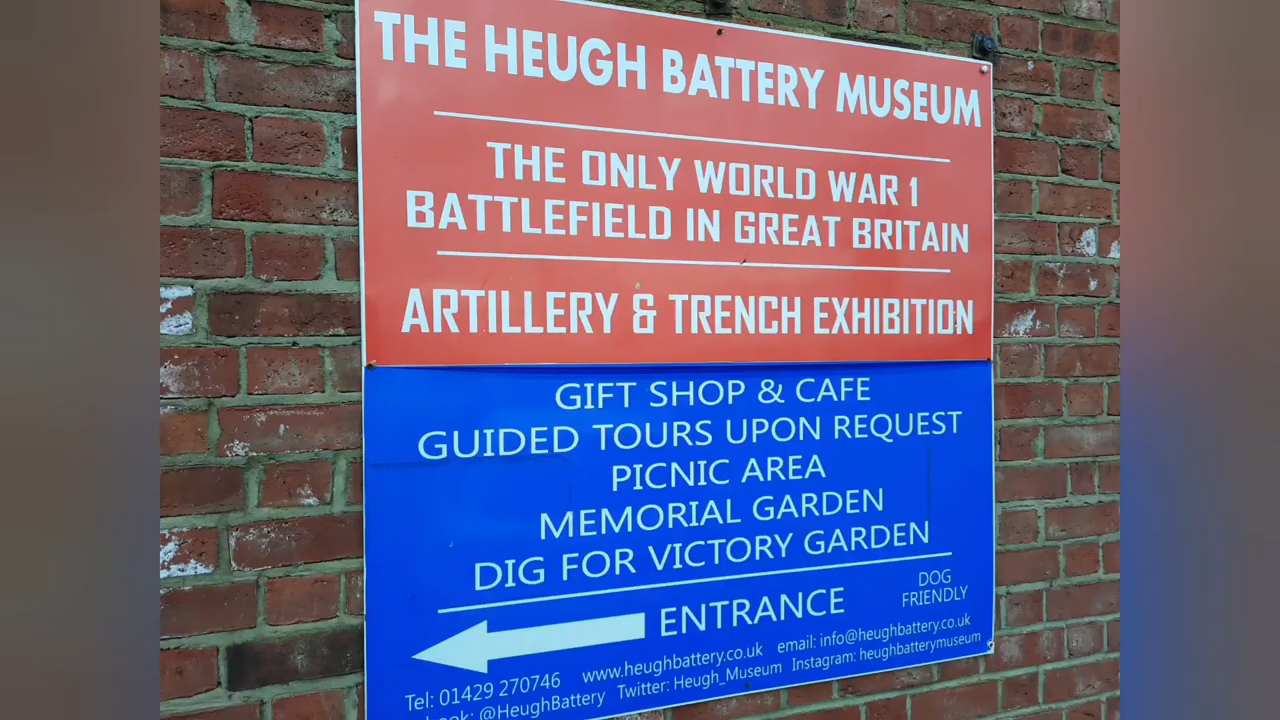 THE HEUGH BATTERY MUSEUM
THE ONLY WORLD WAR 1
BATTLEFIELD IN GREAT BRITAIN
ARTILLERY & TRENCH EXHIBITION
GIFT SHOP & CAFE
GUIDED TOURS UPON REQUEST
PICNIC AREA
MEMORIAL GARDEN
DIG FOR VICTORY GARDEN
ENTRANCE
DOG
FRIENDLY
Tel: 01429 270746 www.heughbattery.co.uk email: info@heughbattery.co.uk
@HeughBattery Twitter: Heugh_Museum Instagram: heughbatterymuseum